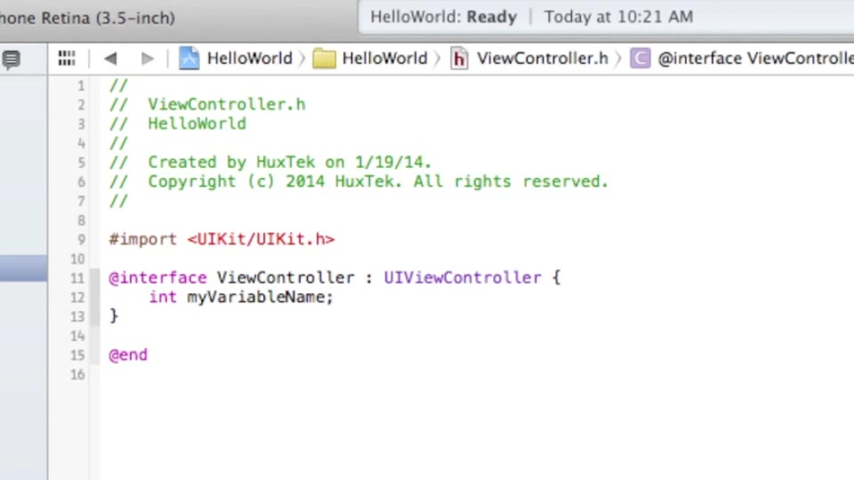 hone Retina (3.5-inch)
HelloWorld: Ready | Today at 10:21 AM
HelloWorld 〉 HelloWorld 〉 h ViewController.h 〉 C @interface ViewControlle
1 //
2 // ViewController.h
3 // HelloWorld
4 //
5 // Created by HuxTek on 1/19/14.
6 // Copyright (c) 2014 HuxTek. All rights reserved.
7 //
8
9 #import <UIKit/UIKit.h>
10
11 @interface ViewController : UIViewController {
12 int myVariableName;
13 }
14
15 @end
16